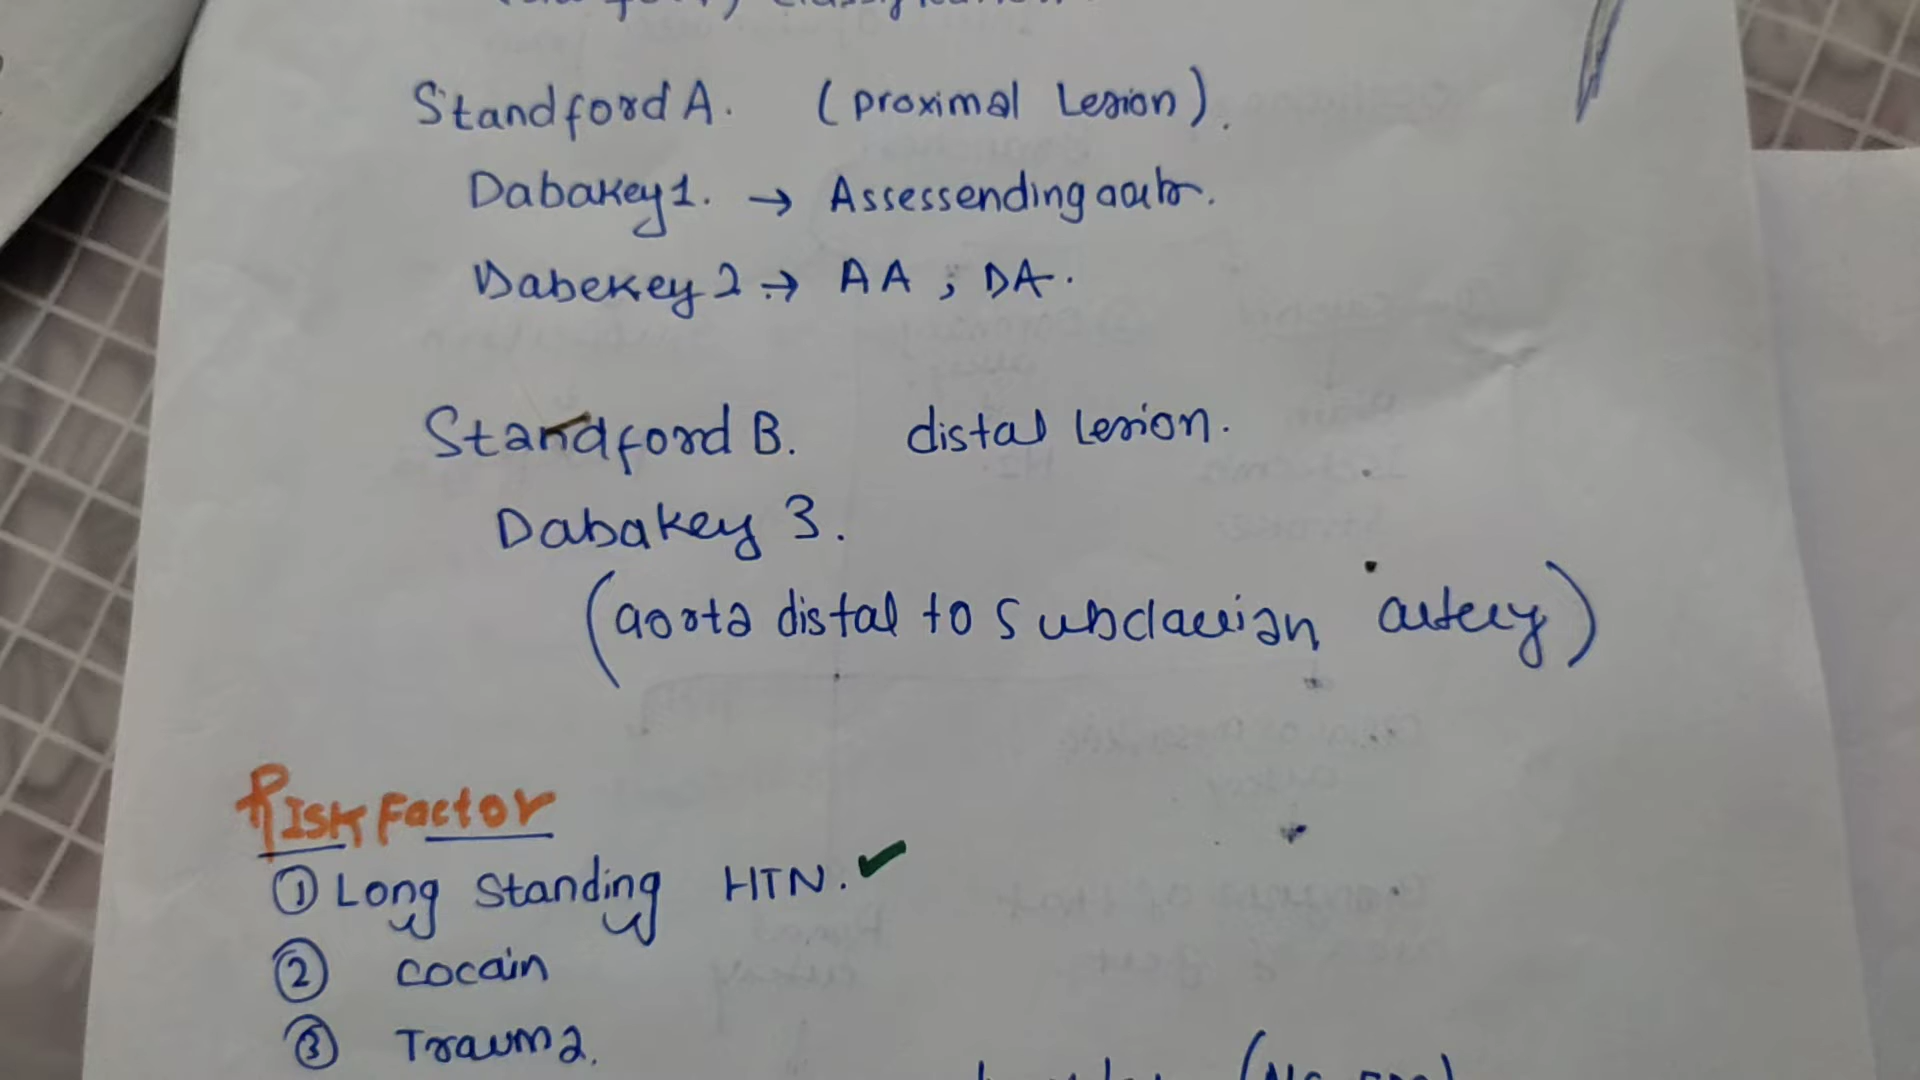 classification
Standford A. (proximal Lesion).
Dabakey 1. → Assessending aorta.
Dabekey 2 → AA ; DA.
Standford B. distal lesion.
Dabakey 3.
(aorta distal to Subclavian artery)
Risk Factor
① Long Standing HTN. ✓
② cocain
③ Trauma.